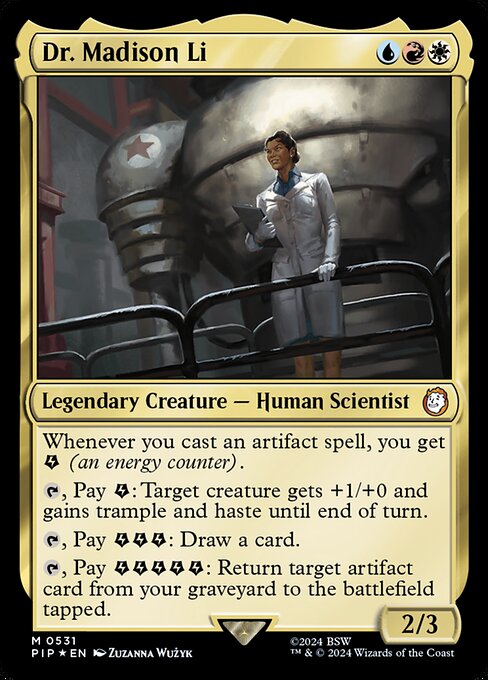 Dr. Madison Li
Legendary Creature — Human Scientist
Whenever you cast an artifact spell, you get
(an energy counter).
, Pay : Target creature gets +1/+0 and
gains trample and haste until end of turn.
, Pay : Draw a card.
, Pay : Return target artifact
card from your graveyard to the battlefield
tapped.
2/3
M 0531
PIP ★ EN Zuzanna Wużyk
©2024 BSW
™ & © 2024 Wizards of the Coast